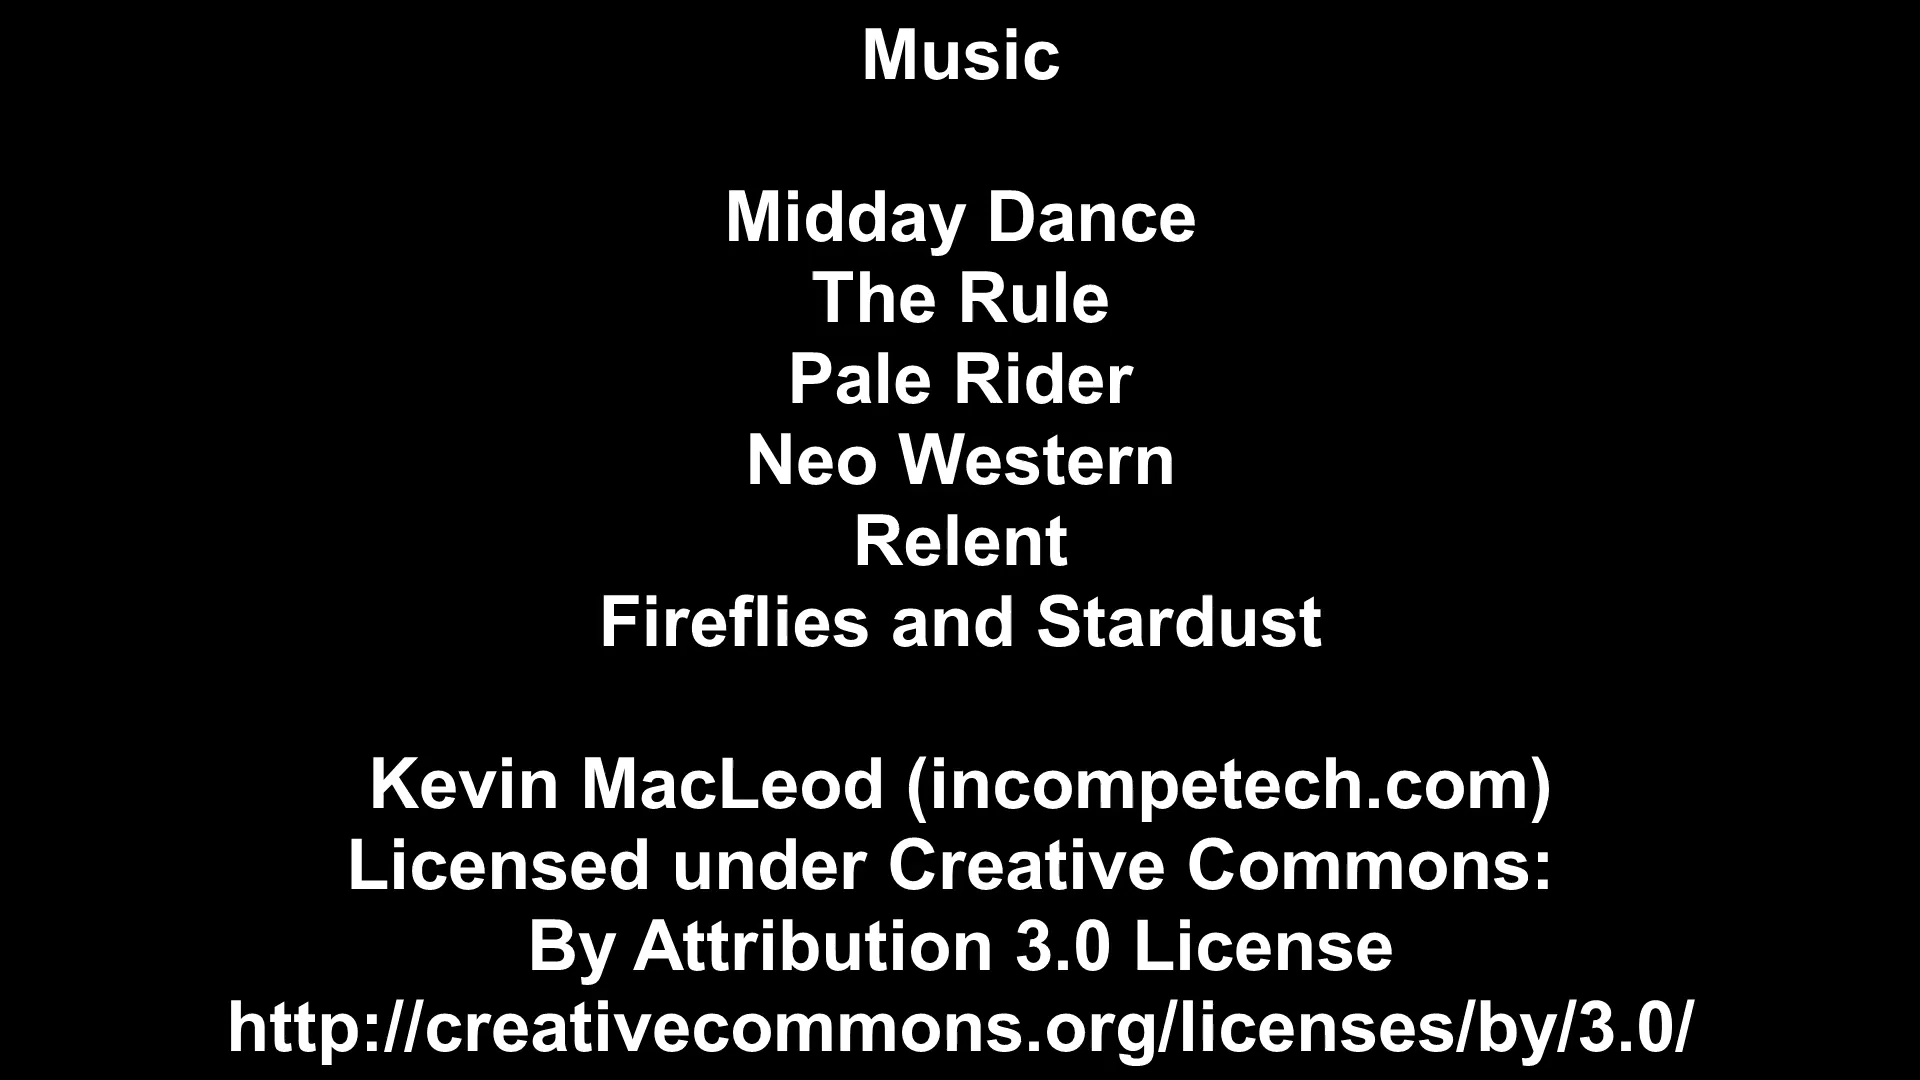 Music
Midday Dance
The Rule
Pale Rider
Neo Western
Relent
Fireflies and Stardust
Kevin MacLeod (incompetech.com)
Licensed under Creative Commons:
By Attribution 3.0 License
http://creativecommons.org/licenses/by/3.0/